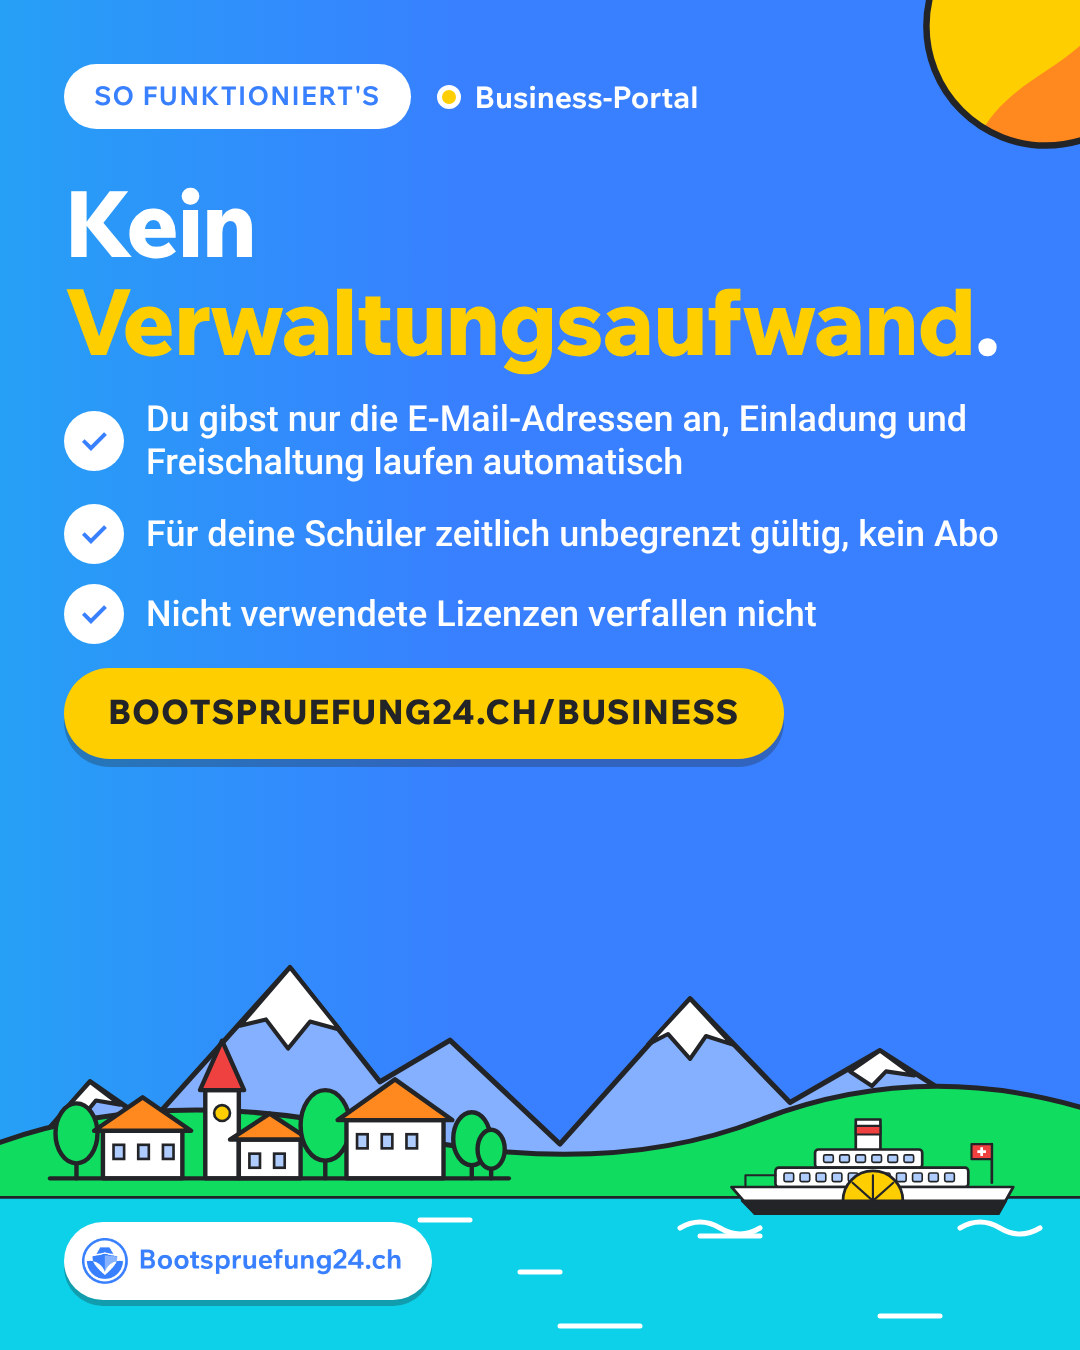 SO FUNKTIONIERT'S
Business-Portal
Kein
Verwaltungsaufwand.
Du gibst nur die E-Mail-Adressen an, Einladung und
Freischaltung laufen automatisch
Für deine Schüler zeitlich unbegrenzt gültig, kein Abo
Nicht verwendete Lizenzen verfallen nicht
BOOTSPRUEFUNG24.CH/BUSINESS
Bootspruefung24.ch